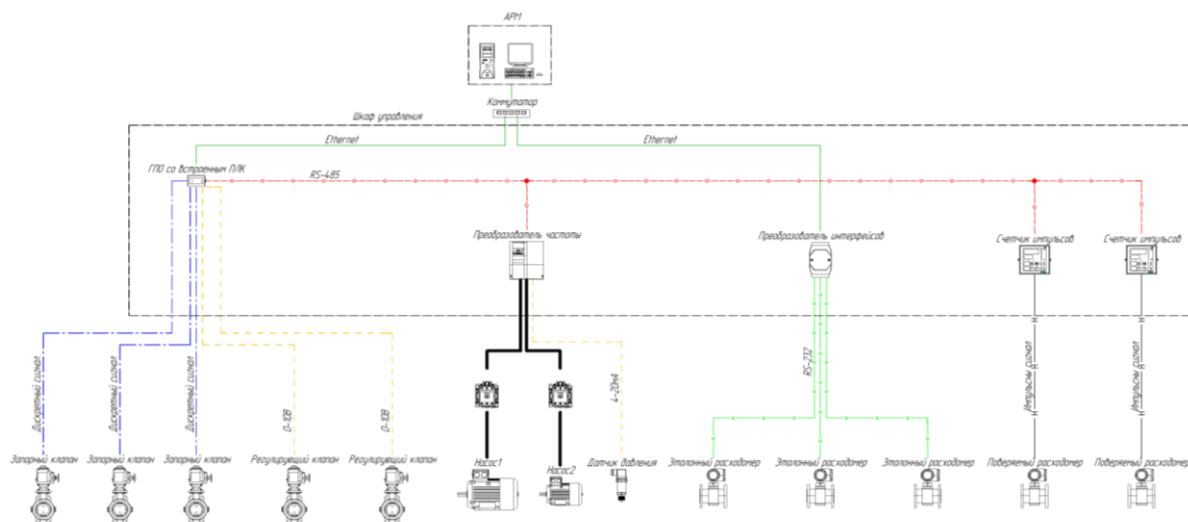 АРМ
Коммутатор
Шкаф управления
Ethernet
Ethernet
ГПО со встроенным ПЛК
RS-485
Преобразователь частоты
Преобразователь интерфейсов
Счетчик импульсов
Счетчик импульсов
Дискретный сигнал
Дискретный сигнал
Дискретный сигнал
0-10В
0-10В
4-20мА
RS-232
Импульсны сигнал
Импульсны сигнал
Запорный клапан
Запорный клапан
Запорный клапан
Регулирующий клапан
Регулирующий клапан
Насос1
Насос2
Датчик давления
Эталонный расходомер
Эталонный расходомер
Эталонный расходомер
Поверяемый расходомер
Поверяемый расходомер